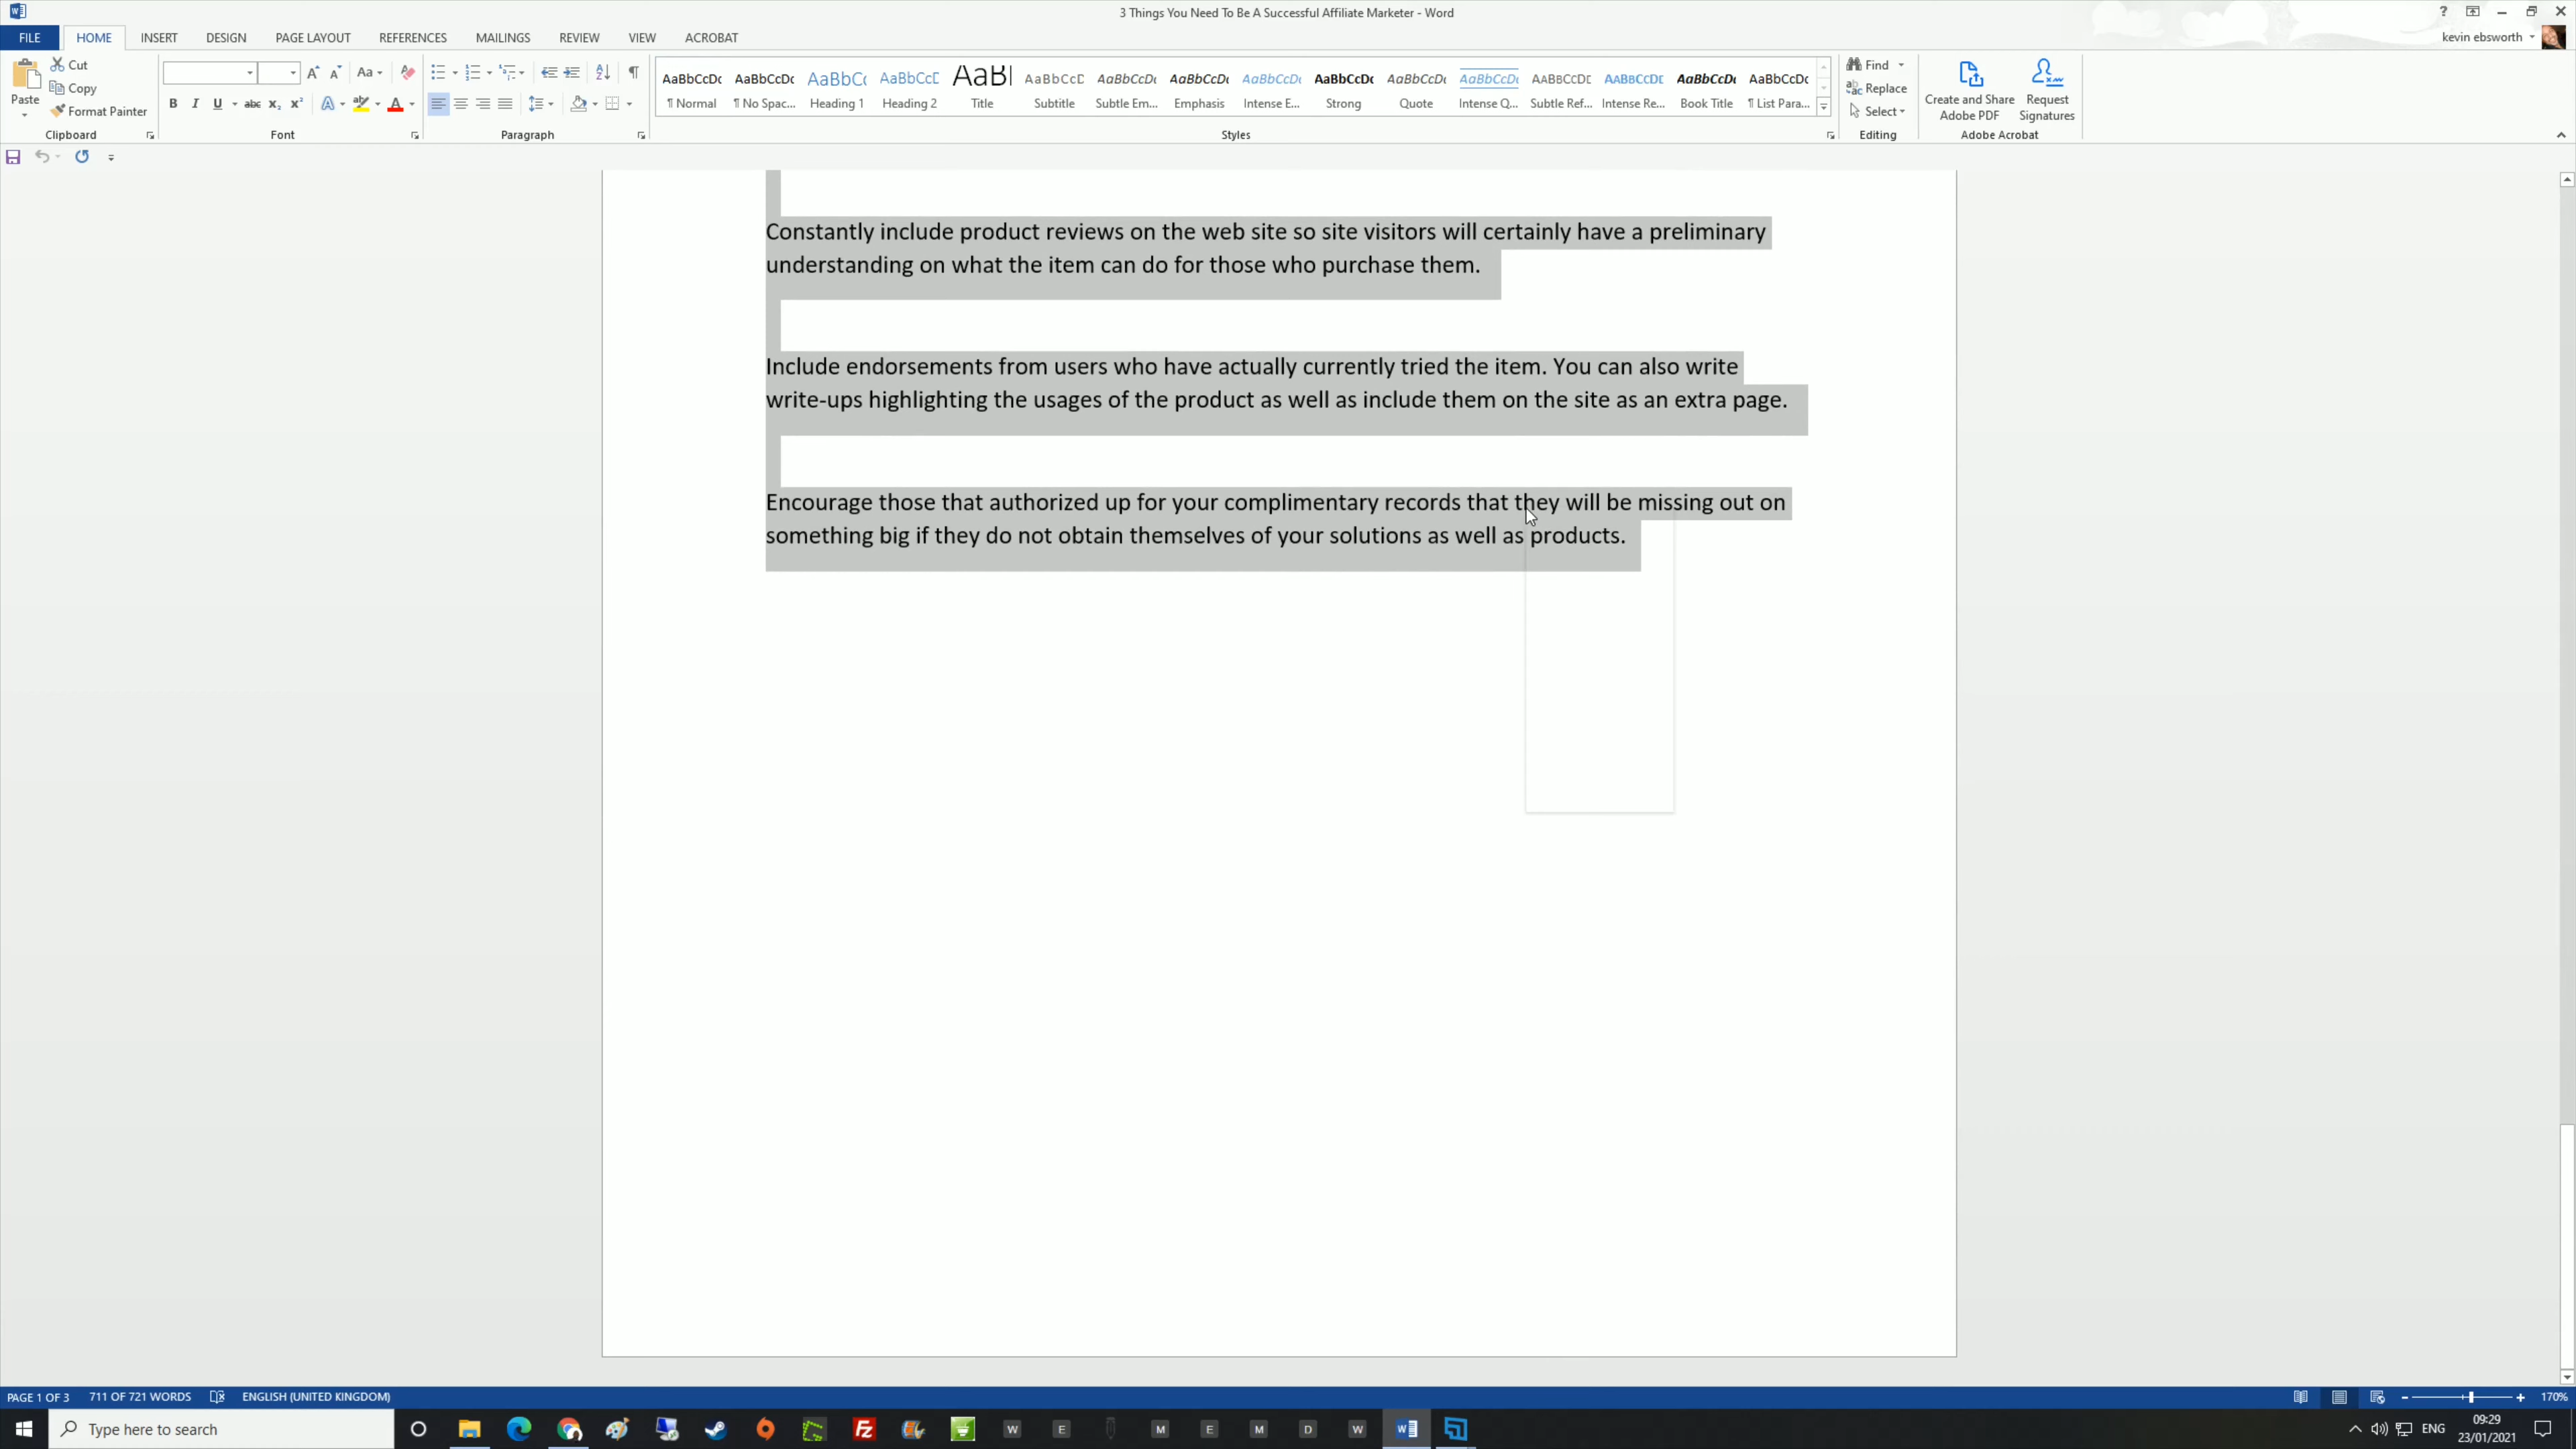 3 Things You Need To Be A Successful Affiliate Marketer - Word
FILE HOME INSERT DESIGN PAGE LAYOUT REFERENCES MAILINGS REVIEW VIEW ACROBAT
kevin ebsworth
Paste
Cut
Copy
Format Painter
Clipboard
Font
Paragraph
AaBbCcDc AaBbCcDc AaBbC( AaBbCcD AaBl AaBbCcD AaBbCcDc AaBbCcDc AaBbCcDc AaBbCcDc AaBbCcDc AaBbCcDc AABBCCDD AABBCCDD AaBbCcDc AaBbCcDc
¶ Normal ¶ No Spac... Heading 1 Heading 2 Title Subtitle Subtle Em... Emphasis Intense E... Strong Quote Intense Q... Subtle Ref... Intense Re... Book Title ¶ List Para...
Styles
Find
Replace
Select
Editing
Create and Share
Adobe PDF
Request
Signatures
Adobe Acrobat
Constantly include product reviews on the web site so site visitors will certainly have a preliminary
understanding on what the item can do for those who purchase them.
Include endorsements from users who have actually currently tried the item. You can also write
write-ups highlighting the usages of the product as well as include them on the site as an extra page.
Encourage those that authorized up for your complimentary records that they will be missing out on
something big if they do not obtain themselves of your solutions as well as products.
PAGE 1 OF 3 711 OF 721 WORDS ENGLISH (UNITED KINGDOM)
170%
Type here to search
ENG
09:29
23/01/2021